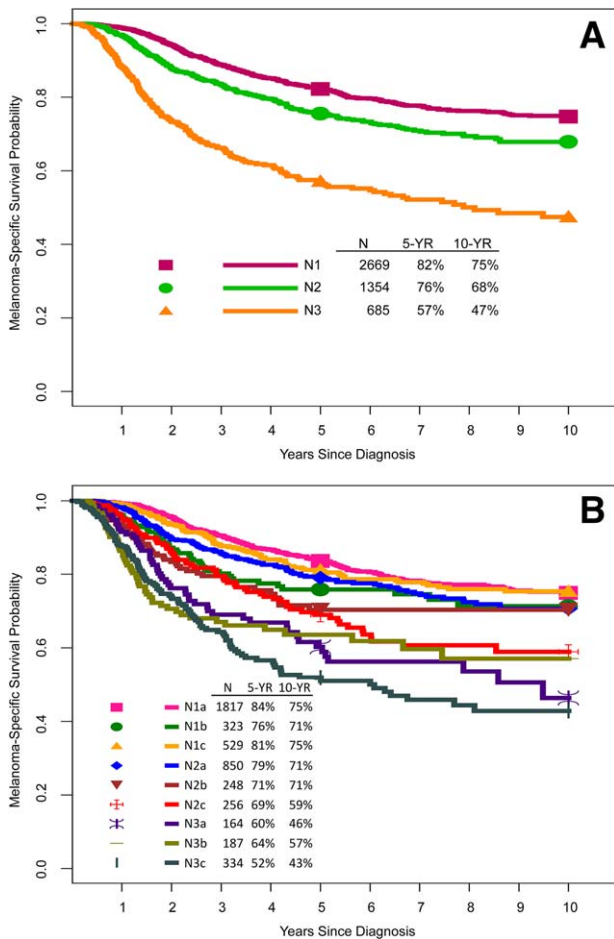 A
Melanoma-Specific Survival Probability
1.0
0.8
0.6
0.4
0.2
0.0
N 5-YR 10-YR
N1 2669 82% 75%
N2 1354 76% 68%
N3 685 57% 47%
1 2 3 4 5 6 7 8 9 10
Years Since Diagnosis
B
Melanoma-Specific Survival Probability
1.0
0.8
0.6
0.4
0.2
0.0
N 5-YR 10-YR
N1a 1817 84% 75%
N1b 323 76% 71%
N1c 529 81% 75%
N2a 850 79% 71%
N2b 248 71% 71%
N2c 256 69% 59%
N3a 164 60% 46%
N3b 187 64% 57%
N3c 334 52% 43%
1 2 3 4 5 6 7 8 9 10
Years Since Diagnosis